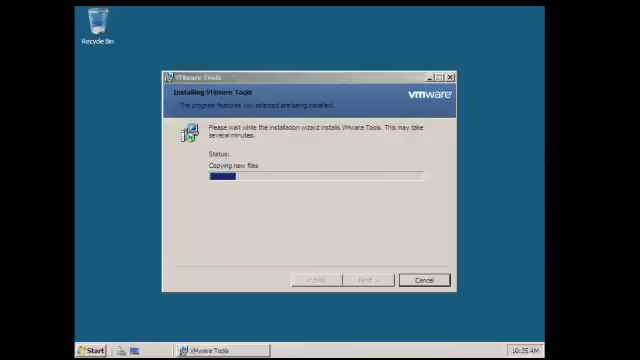 Recycle Bin
VMware Tools
Installing VMware Tools
The program features you selected are being installed.
vmware
Please wait while the installation wizard installs VMware Tools. This may take
several minutes.
Status:
Copying new files
< Back
Next >
Cancel
Start
VMware Tools
10:35 AM